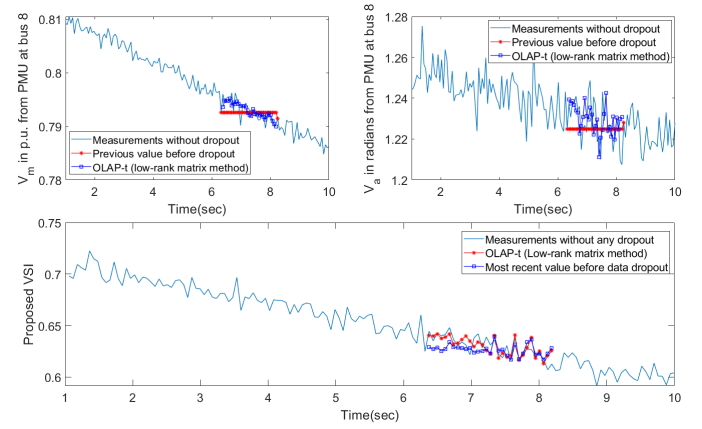 V_m in p.u. from PMU at bus 8
0.81
0.8
0.79
0.78
Measurements without dropout
Previous value before dropout
OLAP-t (low-rank matrix method)
2
4
6
8
10
Time(sec)
V_a in radians from PMU at bus 8
1.28
1.26
1.24
1.22
1.2
Measurements without dropout
Previous value before dropout
OLAP-t (low-rank matrix method)
2
4
6
8
10
Time(sec)
Proposed VSI
0.75
0.7
0.65
0.6
Measurements without any dropout
OLAP-t (Low-rank matrix method)
Most recent value before data dropout
1
2
3
4
5
6
7
8
9
10
Time(sec)